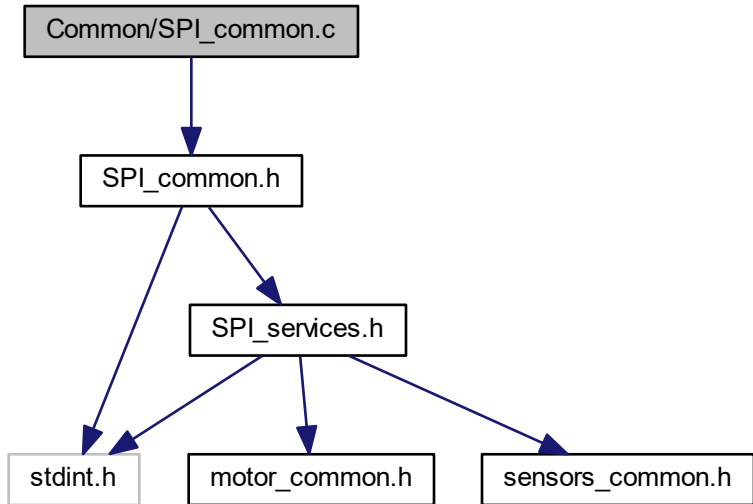 Common/SPI_common.c
SPI_common.h
SPI_services.h
stdint.h
motor_common.h
sensors_common.h